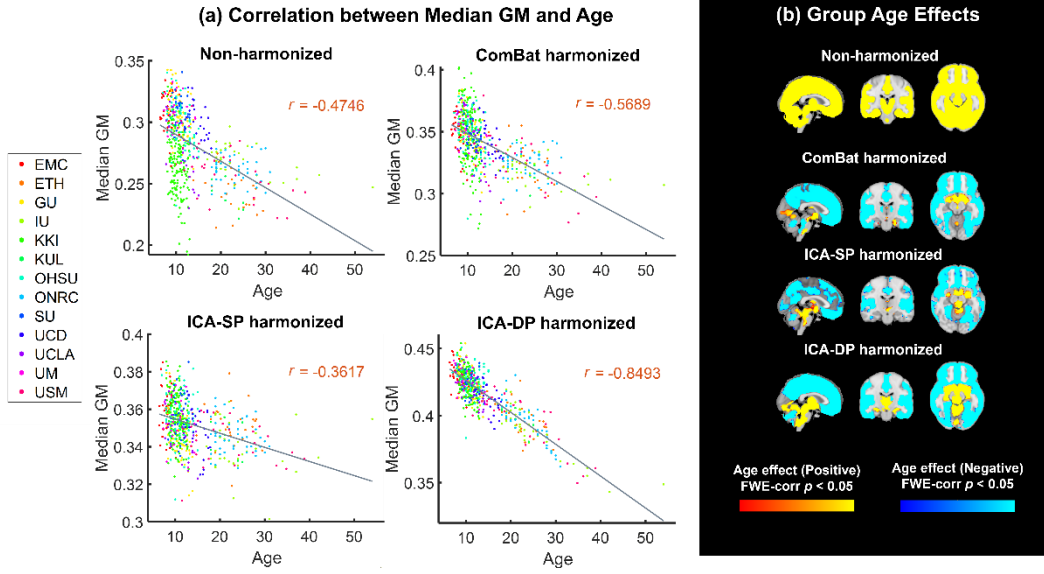 (a) Correlation between Median GM and Age
Non-harmonized
r = -0.4746
0.35
0.3
0.25
0.2
Median GM
10 20 30 40 50
Age
ComBat harmonized
r = -0.5689
0.4
0.35
0.3
0.25
Median GM
10 20 30 40 50
Age
EMC
ETH
GU
IU
KKI
KUL
OHSU
ONRC
SU
UCD
UCLA
UM
USM
ICA-SP harmonized
r = -0.3617
0.38
0.36
0.34
0.32
0.3
Median GM
10 20 30 40 50
Age
ICA-DP harmonized
r = -0.8493
0.45
0.4
0.35
Median GM
10 20 30 40 50
Age
(b) Group Age Effects
Non-harmonized
ComBat harmonized
ICA-SP harmonized
ICA-DP harmonized
Age effect (Positive)
FWE-corr p < 0.05
Age effect (Negative)
FWE-corr p < 0.05